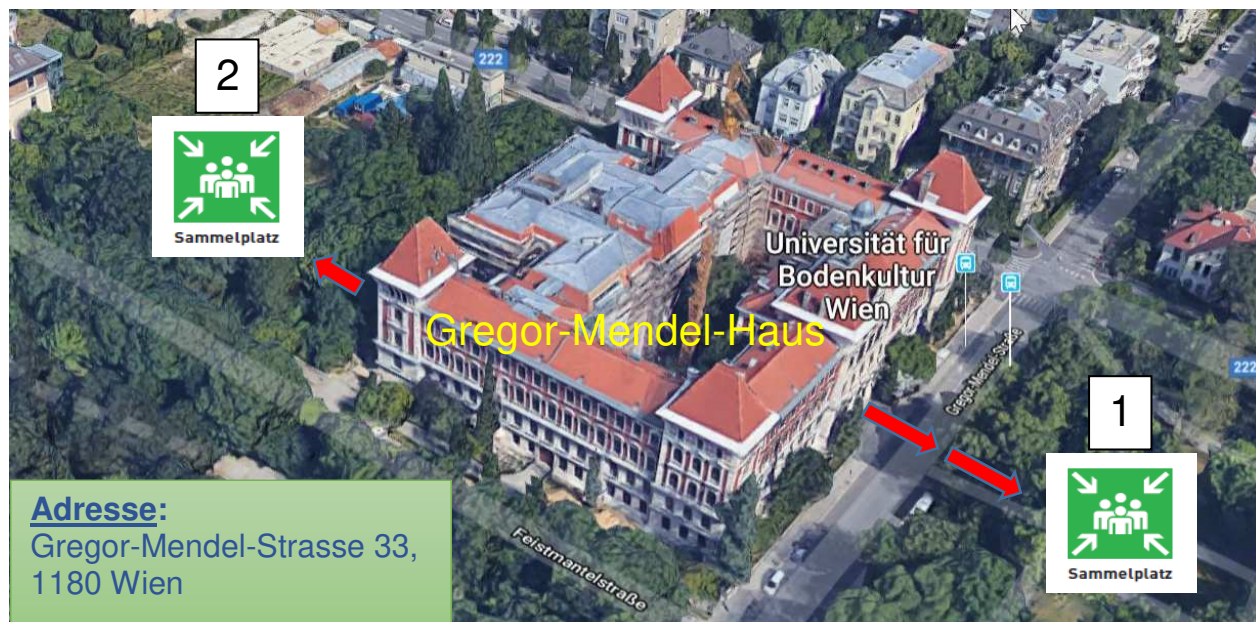 2
Sammelplatz
222
Universität für
Bodenkultur
Wien
Gregor-Mendel-Haus
Gregor-Mendel-Straße
222
1
Sammelplatz
Feistmantelstraße
Adresse:
Gregor-Mendel-Strasse 33,
1180 Wien